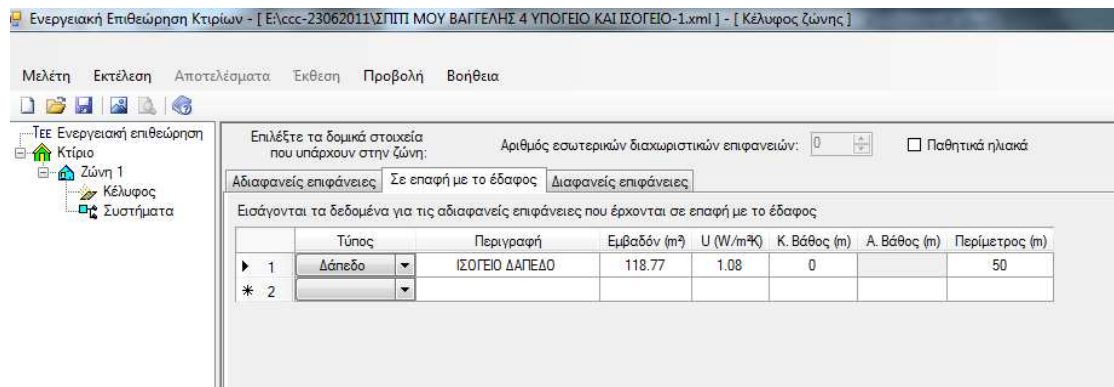 Ενεργειακή Επιθεώρηση Κτιρίων - [ E:\ccc-23062011\ΣΠΙΤΙ ΜΟΥ ΒΑΓΓΕΛΗΣ 4 ΥΠΟΓΕΙΟ ΚΑΙ ΙΣΟΓΕΙΟ-1.xml ] - [ Κέλυφος ζώνης ]
Μελέτη Εκτέλεση Αποτελέσματα Έκθεση Προβολή Βοήθεια
ΤΕΕ Ενεργειακή επιθεώρηση
Κτίριο
Ζώνη 1
Κέλυφος
Συστήματα
Επιλέξτε τα δομικά στοιχεία
που υπάρχουν στην ζώνη:
Αριθμός εσωτερικών διαχωριστικών επιφανειών: 0
Παθητικά ηλιακά
Αδιαφανείς επιφάνειες Σε επαφή με το έδαφος Διαφανείς επιφάνειες
Εισάγονται τα δεδομένα για τις αδιαφανείς επιφάνειες που έρχονται σε επαφή με το έδαφος
Τύπος Περιγραφή Εμβαδόν (m²) U (W/m²K) Κ. Βάθος (m) Α. Βάθος (m) Περίμετρος (m)
1 Δάπεδο ΙΣΟΓΕΙΟ ΔΑΠΕΔΟ 118.77 1.08 0 50
* 2